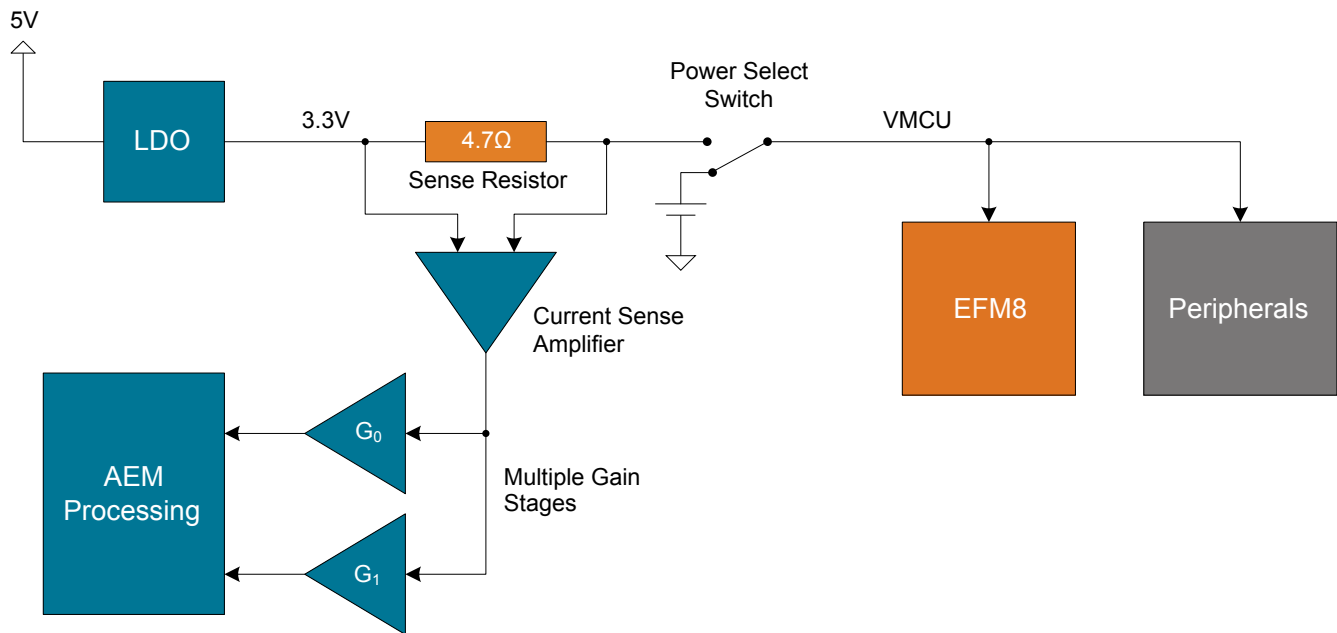 5V
Power Select
Switch
LDO
3.3V
4.7Ω
VMCU
Sense Resistor
EFM8
Peripherals
Current Sense
Amplifier
G₀
AEM
Processing
Multiple Gain
Stages
G₁